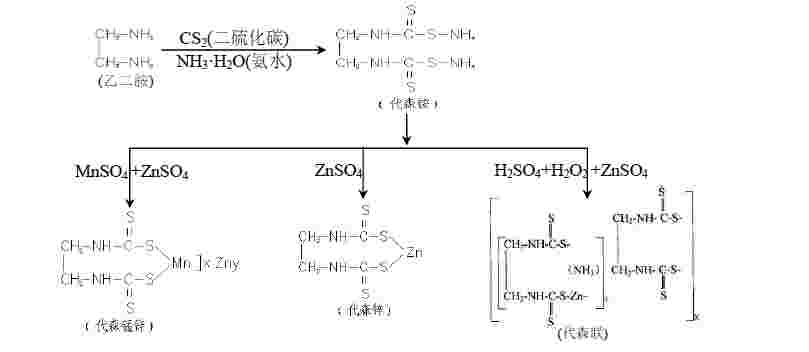 CH₂-NH₂
CH₂-NH₂
(乙二胺)
CS2(二硫化碳)
NH3·H2O(氨水)
S
CH₂-NH-C-S-NH₄
CH₂-NH-C-S-NH₄
S
(代森铵)
MnSO4+ZnSO4
ZnSO4
H2SO4+H2O2+ZnSO4
S
CH₂-NH-C-S
Mn]x Zny
CH₂-NH-C-S
S
(代森锰锌)
S
CH₂-NH-C-S
Zn
CH₂-NH-C-S
S
(代森锌)
S
CH₂-NH-C-S-
(NH₃)
CH₂-NH-C-S-Zn-
S
S
CH₂-NH-C-S-
CH₂-NH-C-S-
S
x
(代森联)